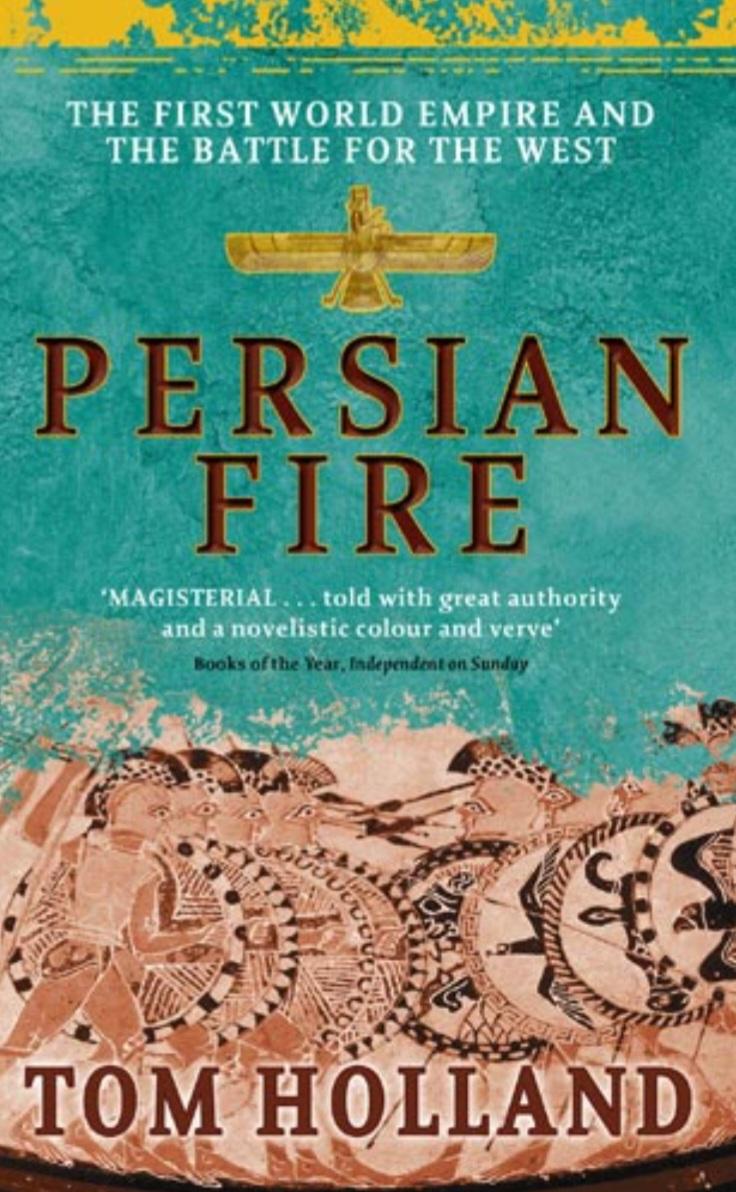 THE FIRST WORLD EMPIRE AND
THE BATTLE FOR THE WEST
PERSIAN
FIRE
‘MAGISTERIAL . . . told with great authority
and a novelistic colour and verve’
Books of the Year, Independent on Sunday
TOM HOLLAND